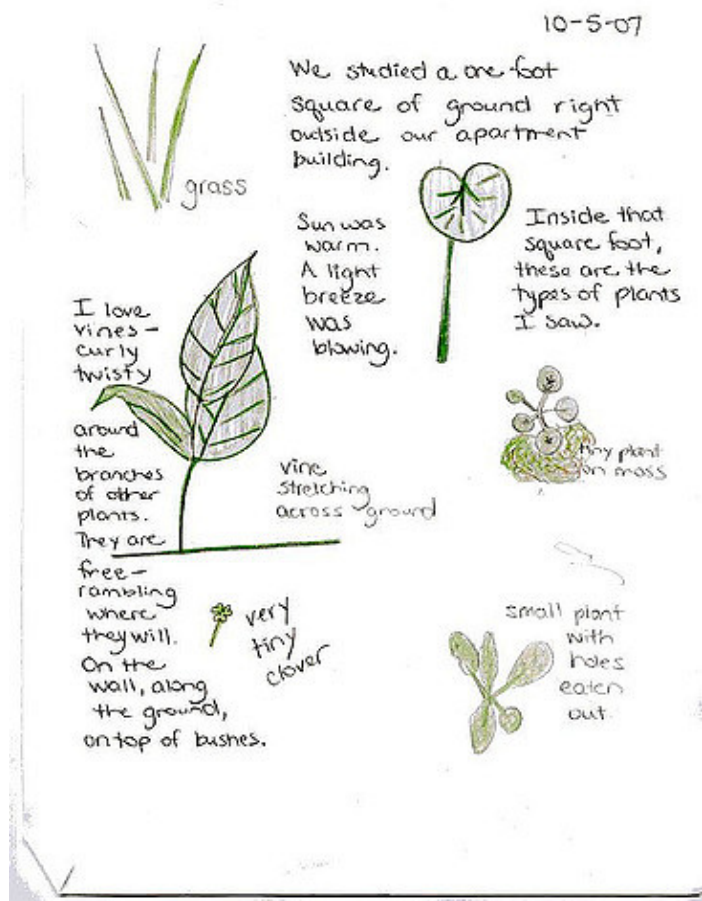 10-5-07
We studied a one-foot
square of ground right
outside our apartment
building.
grass
Sun was
warm.
A light
breeze
was
blowing.
Inside that
square foot,
these are the
types of plants
I saw.
I love
vines-
curly
twisty
around
the
branches
of other
plants.
They are
free-
rambling
where
they will.
On the
wall, along
the ground,
on top of bushes.
vine
stretching
across ground
tiny plant
on moss
very
tiny
clover
small plant
with
holes
eaten
out.